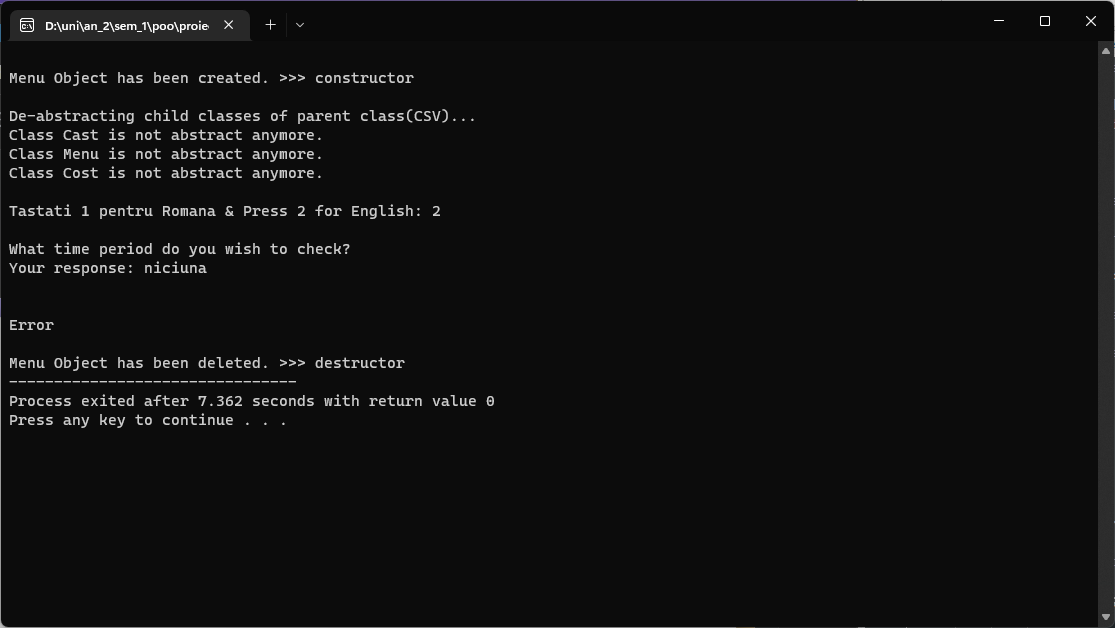 D:\uni\an_2\sem_1\poo\proie
Menu Object has been created. >>> constructor
De-abstracting child classes of parent class(CSV)...
Class Cast is not abstract anymore.
Class Menu is not abstract anymore.
Class Cost is not abstract anymore.
Tastati 1 pentru Romana & Press 2 for English: 2
What time period do you wish to check?
Your response: niciuna
Error
Menu Object has been deleted. >>> destructor
--------------------------------
Process exited after 7.362 seconds with return value 0
Press any key to continue . . .